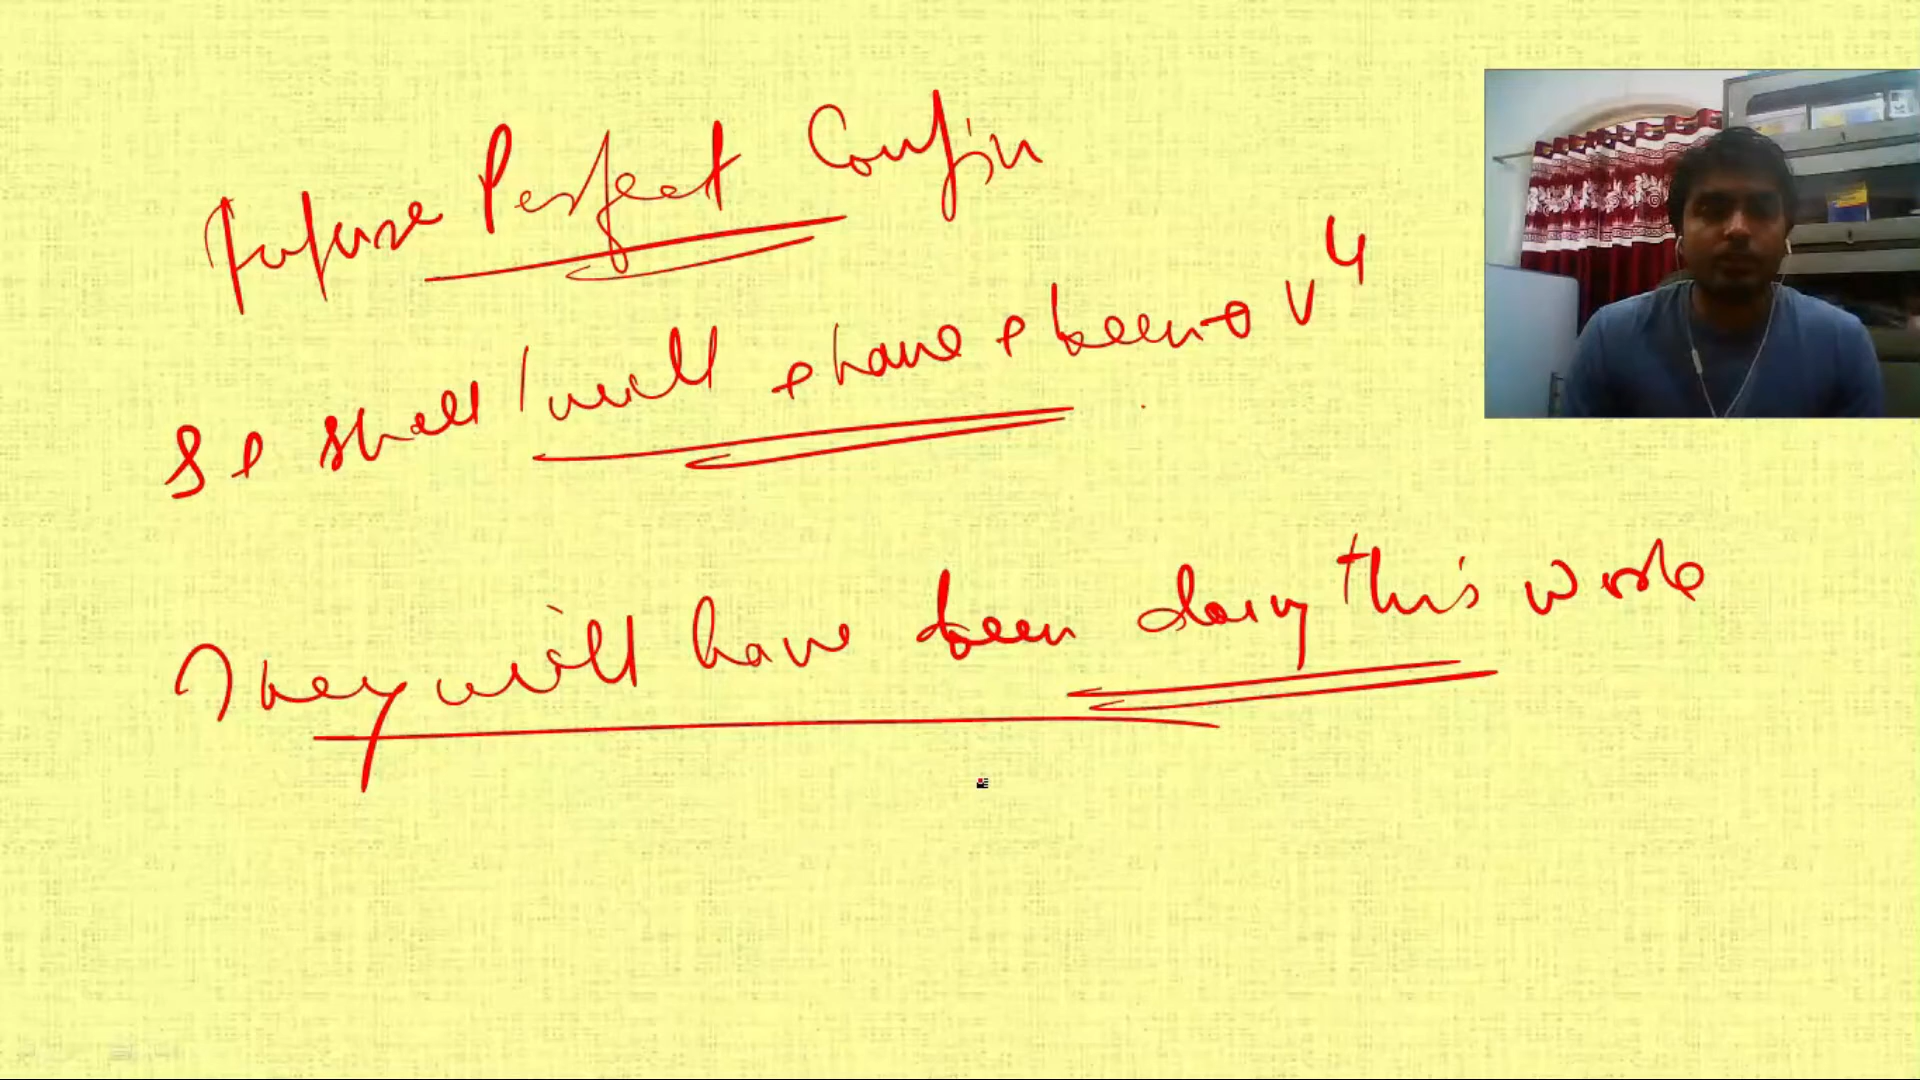 Future Perfect Contin
S + shall / will + have + been + V4
They will have been doing this work